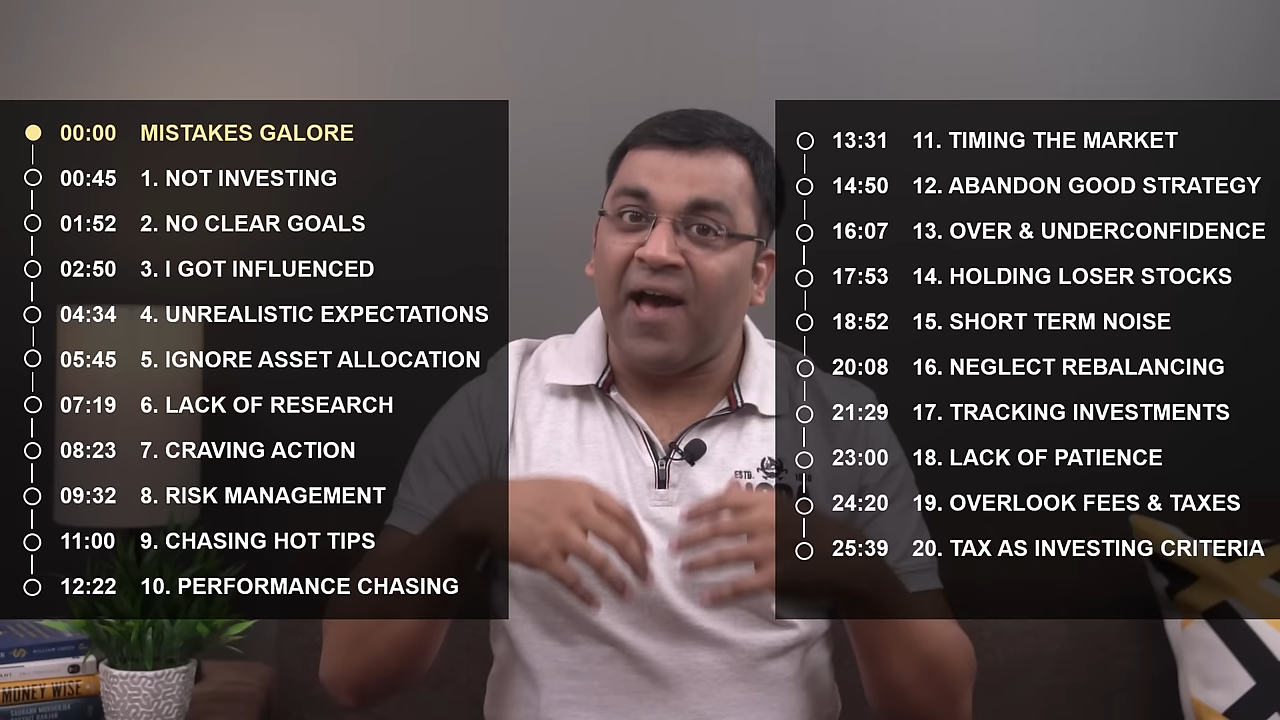 00:00 MISTAKES GALORE
00:45 1. NOT INVESTING
01:52 2. NO CLEAR GOALS
02:50 3. I GOT INFLUENCED
04:34 4. UNREALISTIC EXPECTATIONS
05:45 5. IGNORE ASSET ALLOCATION
07:19 6. LACK OF RESEARCH
08:23 7. CRAVING ACTION
09:32 8. RISK MANAGEMENT
11:00 9. CHASING HOT TIPS
12:22 10. PERFORMANCE CHASING
13:31 11. TIMING THE MARKET
14:50 12. ABANDON GOOD STRATEGY
16:07 13. OVER & UNDERCONFIDENCE
17:53 14. HOLDING LOSER STOCKS
18:52 15. SHORT TERM NOISE
20:08 16. NEGLECT REBALANCING
21:29 17. TRACKING INVESTMENTS
23:00 18. LACK OF PATIENCE
24:20 19. OVERLOOK FEES & TAXES
25:39 20. TAX AS INVESTING CRITERIA
ESTD.
MONEY WISE